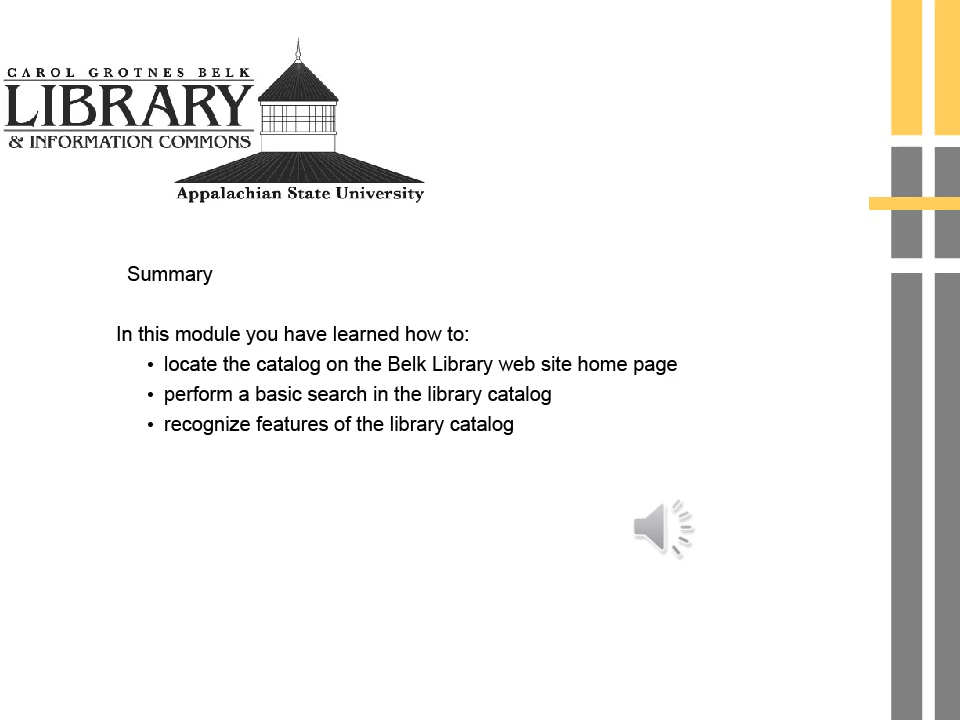 CAROL GROTNES BELK
LIBRARY
& INFORMATION COMMONS
Appalachian State University
Summary
In this module you have learned how to:
• locate the catalog on the Belk Library web site home page
• perform a basic search in the library catalog
• recognize features of the library catalog